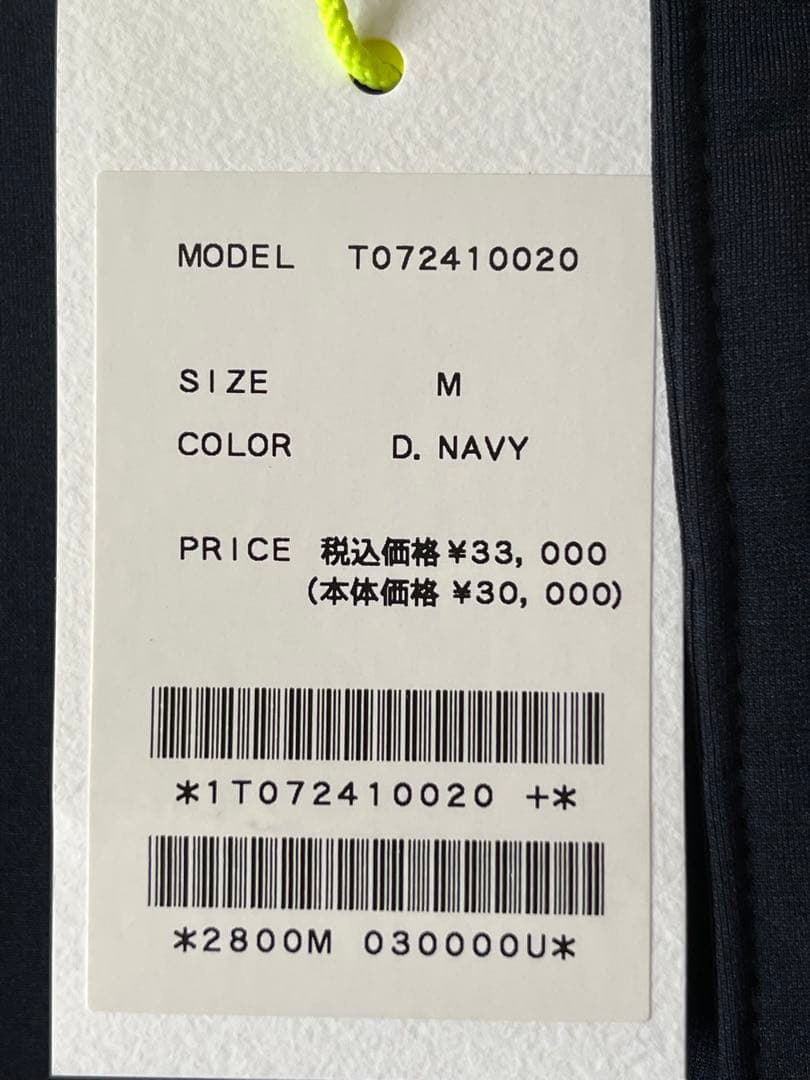 MODEL T072410020
SIZE M
COLOR D. NAVY
PRICE 税込価格 ¥33, 000
(本体価格 ¥30, 000)
*1T072410020 +*
*2800M 030000U*